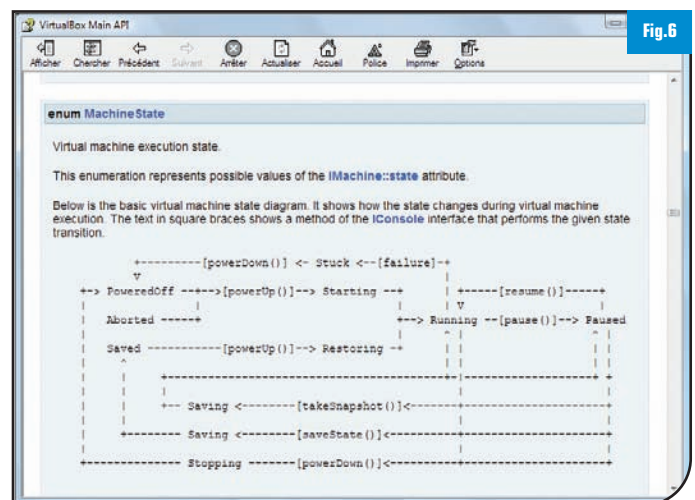 Fig.6
VirtualBox Main API
Afficher Chercher Précédent Suivant Arrêter Actualiser Accueil Police Imprimer Options
enum MachineState
Virtual machine execution state.
This enumeration represents possible values of the IMachine::state attribute.
Below is the basic virtual machine state diagram. It shows how the state changes during virtual machine
execution. The text in square braces shows a method of the IConsole interface that performs the given state
transition.
+---------[powerDown()] <- Stuck <--[failure]-+
V |
+-> PoweredOff --+-->[powerUp()]--> Starting --+ | +-----[resume()]-----+
| | | | V |
| Aborted -----+ +--> Running --[pause()]--> Paused
| | ^ | ^ |
| Saved -----------[powerUp()]--> Restoring -+ | | | |
| ^ | | | |
| | +-----------------------------------------+-|-------------------+ +
| | | | |
| | +-- Saving <--------[takeSnapshot()]<-------+---------------------+
| | | |
| +-------- Saving <--------[saveState()]<----------+---------------------+
| | |
+-------------- Stopping -------[powerDown()]<----------+---------------------+